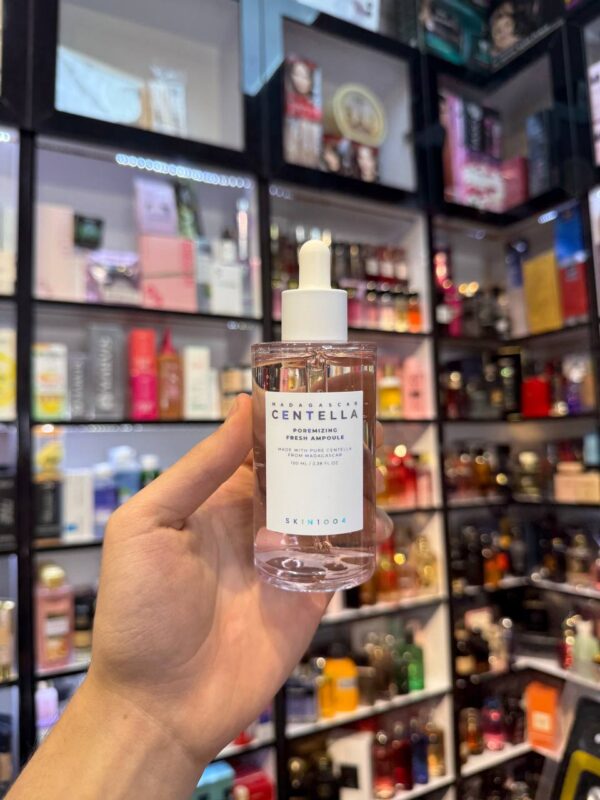 MADAGASCAR
CENTELLA
POREMIZING
FRESH AMPOULE
MADE WITH PURE CENTELLA
FROM MADAGASCAR
100 ML / 3.38 FL. OZ
SKIN1004